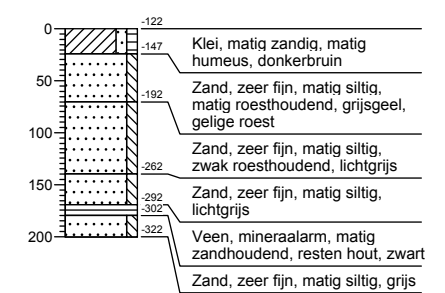 0
50
100
150
200
-122
-147
-192
-262
-292
-302
-322
Klei, matig zandig, matig
humeus, donkerbruin
Zand, zeer fijn, matig siltig,
matig roesthoudend, grijsgeel,
gelige roest
Zand, zeer fijn, matig siltig,
zwak roesthoudend, lichtgrijs
Zand, zeer fijn, matig siltig,
lichtgrijs
Veen, mineraalarm, matig
zandhoudend, resten hout, zwart
Zand, zeer fijn, matig siltig, grijs